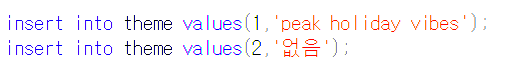 insert into theme values(1,'peak holiday vibes');
insert into theme values(2,'없음');